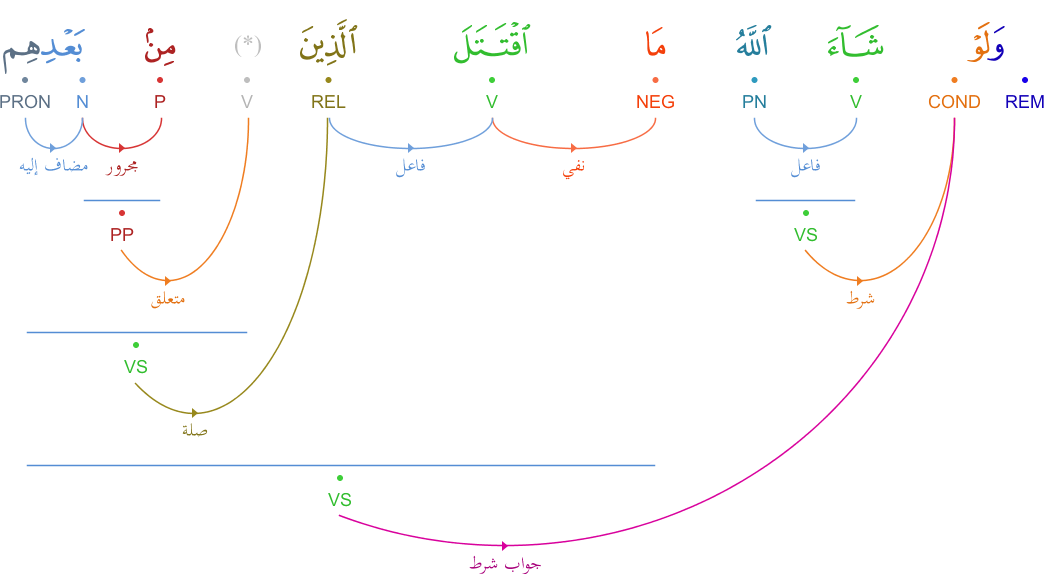 وَلَوْ شَآءَ ٱللَّهُ مَا ٱقْتَتَلَ ٱلَّذِينَ (*) مِنۢ بَعْدِهِم
REM COND V PN NEG V REL V P N PRON
فاعل نفي فاعل مجرور مضاف إليه
VS PP
شرط متعلق
VS
صلة
VS
جواب شرط